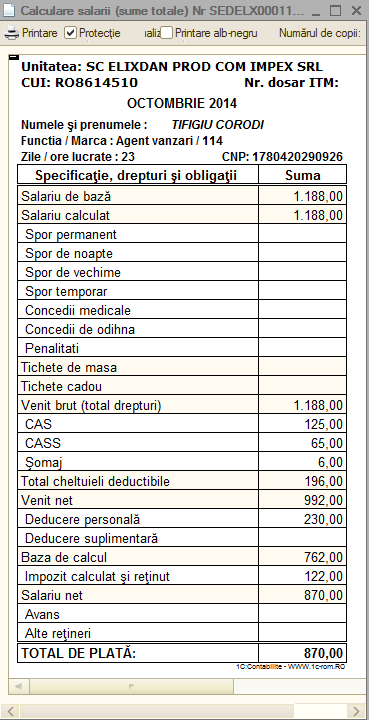 Calculare salarii (sume totale) Nr SEDELX00011...
Printare Protecție Printare alb-negru Numărul de copii:
Unitatea: SC ELIXDAN PROD COM IMPEX SRL
CUI: RO8614510 Nr. dosar ITM:
OCTOMBRIE 2014
Numele şi prenumele : TIFIGIU CORODI
Functia / Marca : Agent vanzari / 114
Zile / ore lucrate : 23 CNP: 1780420290926
Specificaţie, drepturi şi obligaţii Suma
Salariu de bază 1.188,00
Salariu calculat 1.188,00
Spor permanent
Spor de noapte
Spor de vechime
Spor temporar
Concedii medicale
Concedii de odihna
Penalitati
Tichete de masa
Tichete cadou
Venit brut (total drepturi) 1.188,00
CAS 125,00
CASS 65,00
Şomaj 6,00
Total cheltuieli deductibile 196,00
Venit net 992,00
Deducere personală 230,00
Deducere suplimentară
Baza de calcul 762,00
Impozit calculat şi reţinut 122,00
Salariu net 870,00
Avans
Alte reţineri
TOTAL DE PLATĂ: 870,00
1C:Contabilite - WWW.1c-rom.RO